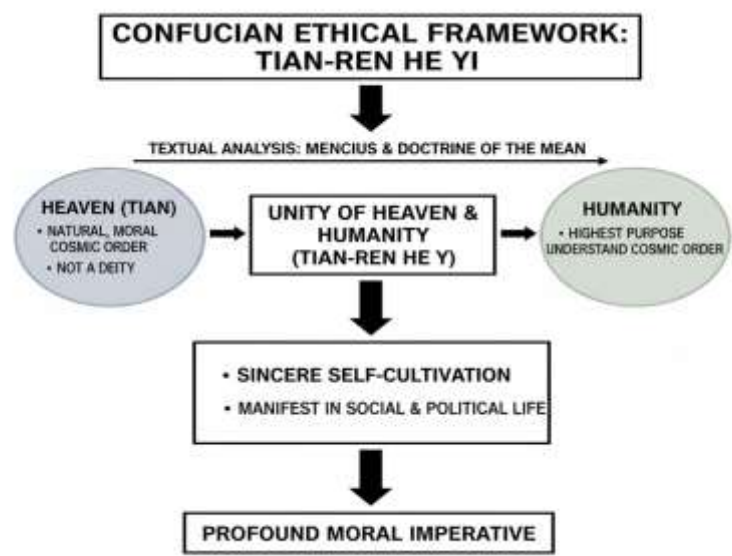 CONFUCIAN ETHICAL FRAMEWORK:
TIAN-REN HE YI
TEXTUAL ANALYSIS: MENCIUS & DOCTRINE OF THE MEAN
HEAVEN (TIAN)
• NATURAL, MORAL
COSMIC ORDER
• NOT A DEITY
UNITY OF HEAVEN &
HUMANITY
(TIAN-REN HE Y)
HUMANITY
• HIGHEST PURPOSE
UNDERSTAND COSMIC ORDER
• SINCERE SELF-CULTIVATION
• MANIFEST IN SOCIAL & POLITICAL LIFE
PROFOUND MORAL IMPERATIVE